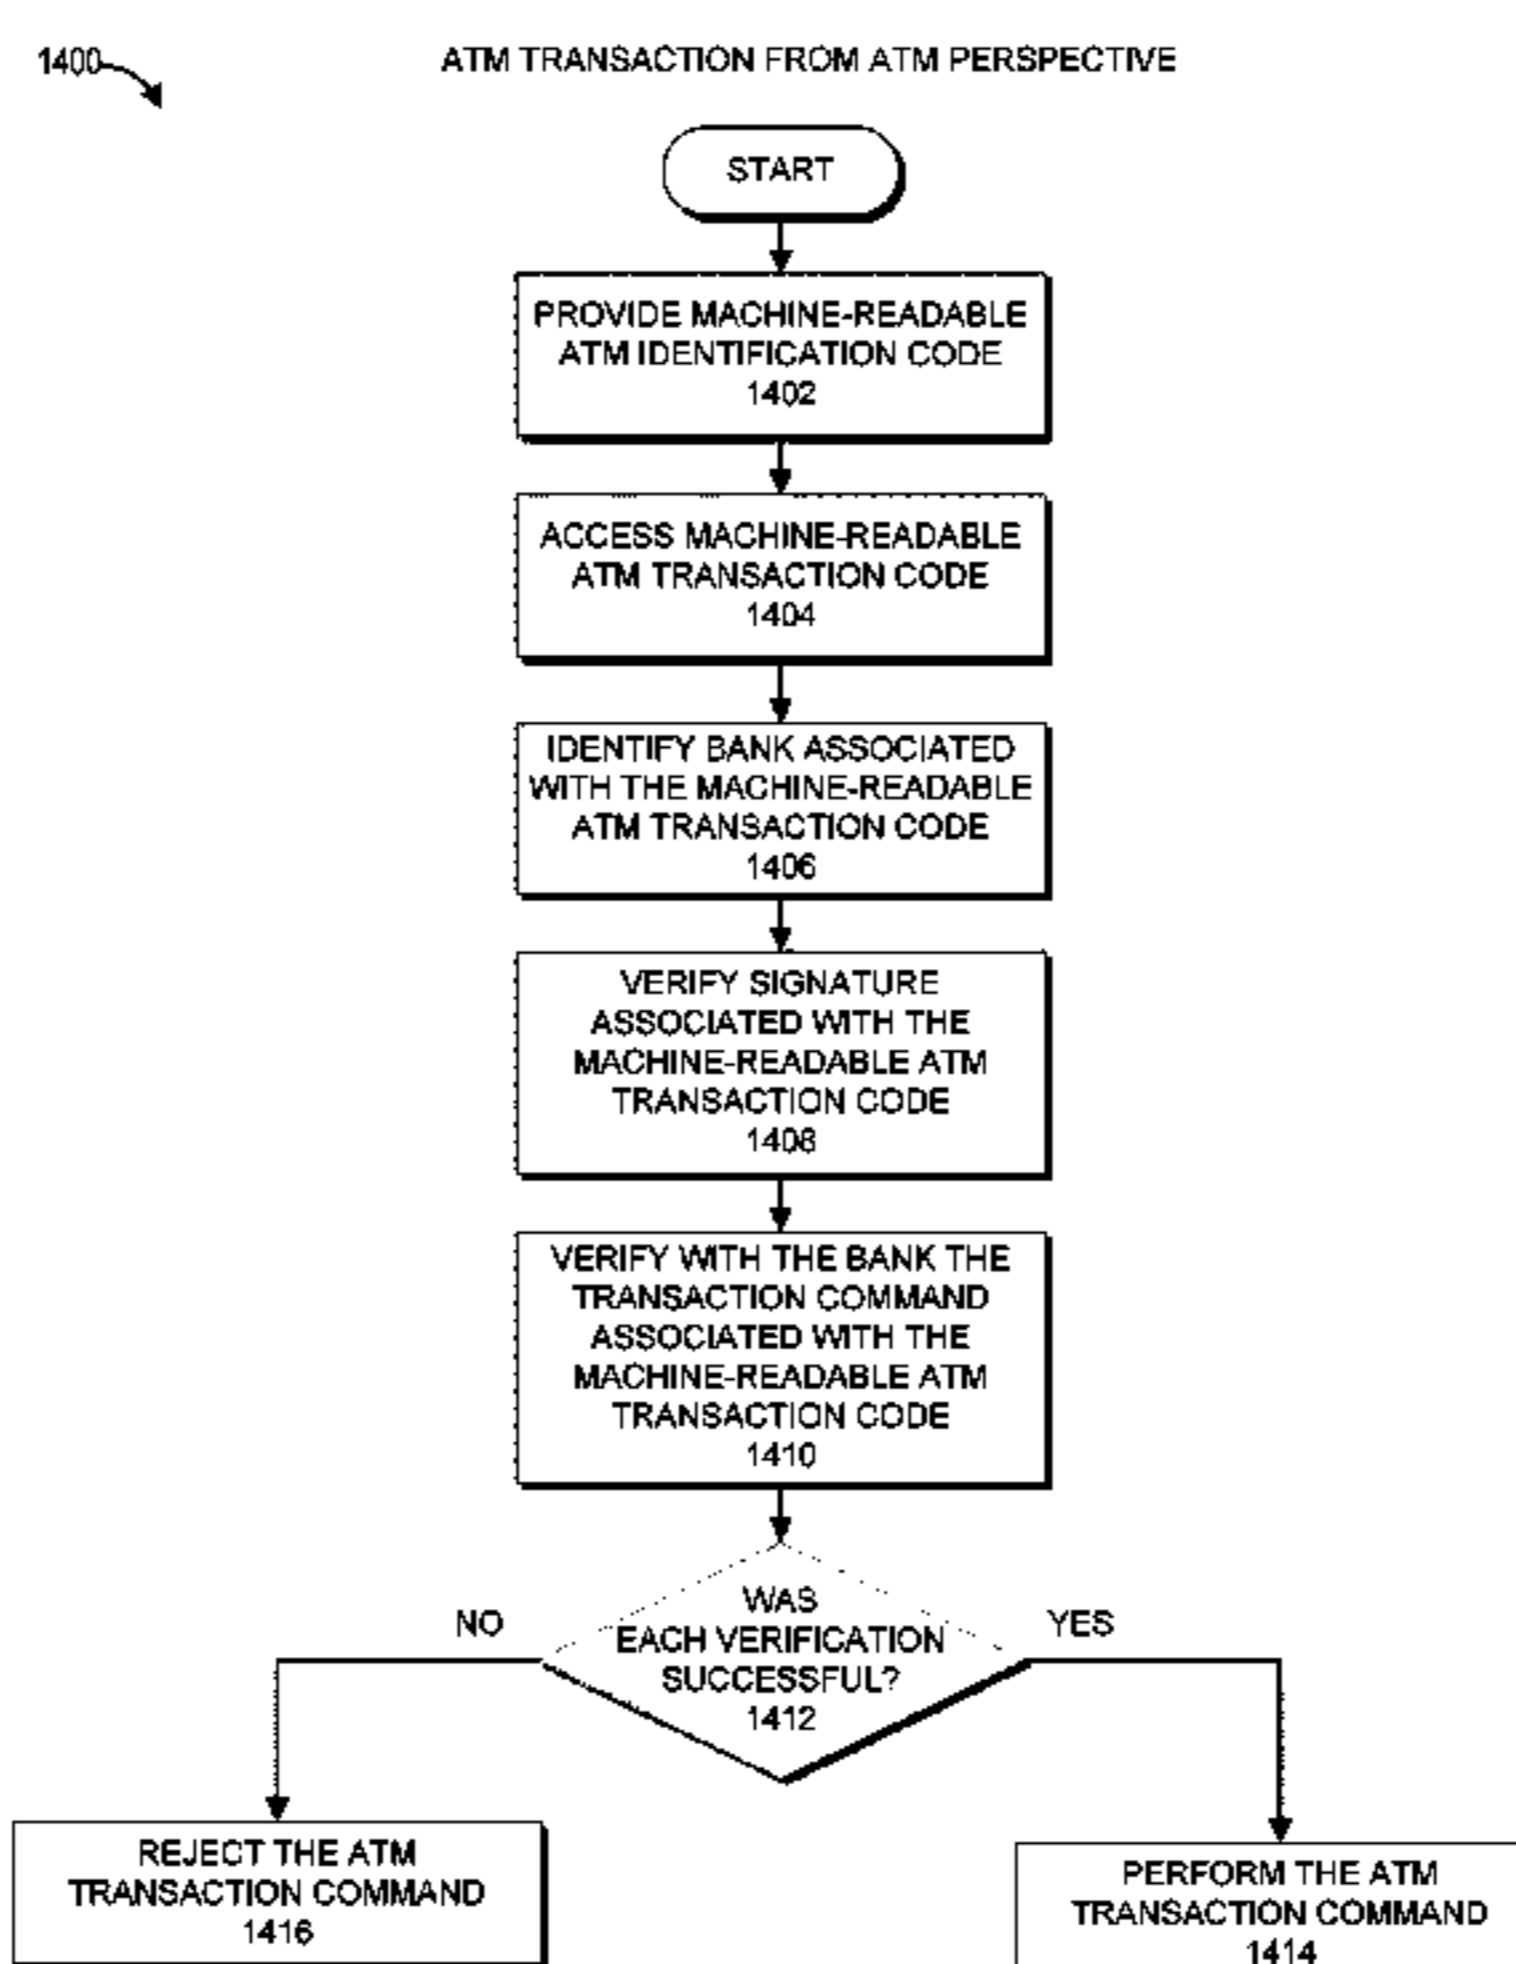 1400
ATM TRANSACTION FROM ATM PERSPECTIVE
START
PROVIDE MACHINE-READABLE
ATM IDENTIFICATION CODE
1402
ACCESS MACHINE-READABLE
ATM TRANSACTION CODE
1404
IDENTIFY BANK ASSOCIATED
WITH THE MACHINE-READABLE
ATM TRANSACTION CODE
1406
VERIFY SIGNATURE
ASSOCIATED WITH THE
MACHINE-READABLE ATM
TRANSACTION CODE
1408
VERIFY WITH THE BANK THE
TRANSACTION COMMAND
ASSOCIATED WITH THE
MACHINE-READABLE ATM
TRANSACTION CODE
1410
WAS
EACH VERIFICATION
SUCCESSFUL?
1412
NO
YES
REJECT THE ATM
TRANSACTION COMMAND
1416
PERFORM THE ATM
TRANSACTION COMMAND
1414